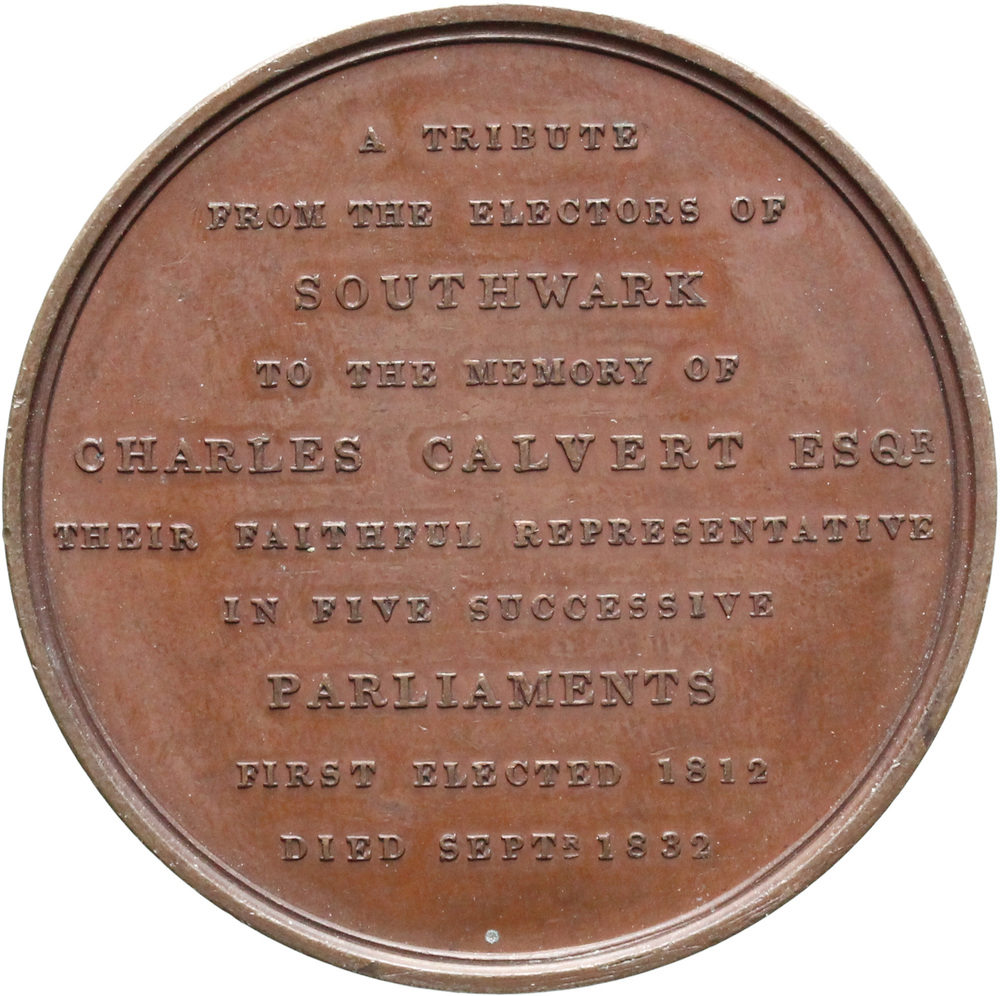 A TRIBUTE
FROM THE ELECTORS OF
SOUTHWARK
TO THE MEMORY OF
CHARLES CALVERT ESQR
THEIR FAITHFUL REPRESENTATIVE
IN FIVE SUCCESSIVE
PARLIAMENTS
FIRST ELECTED 1812
DIED SEPTR 1832